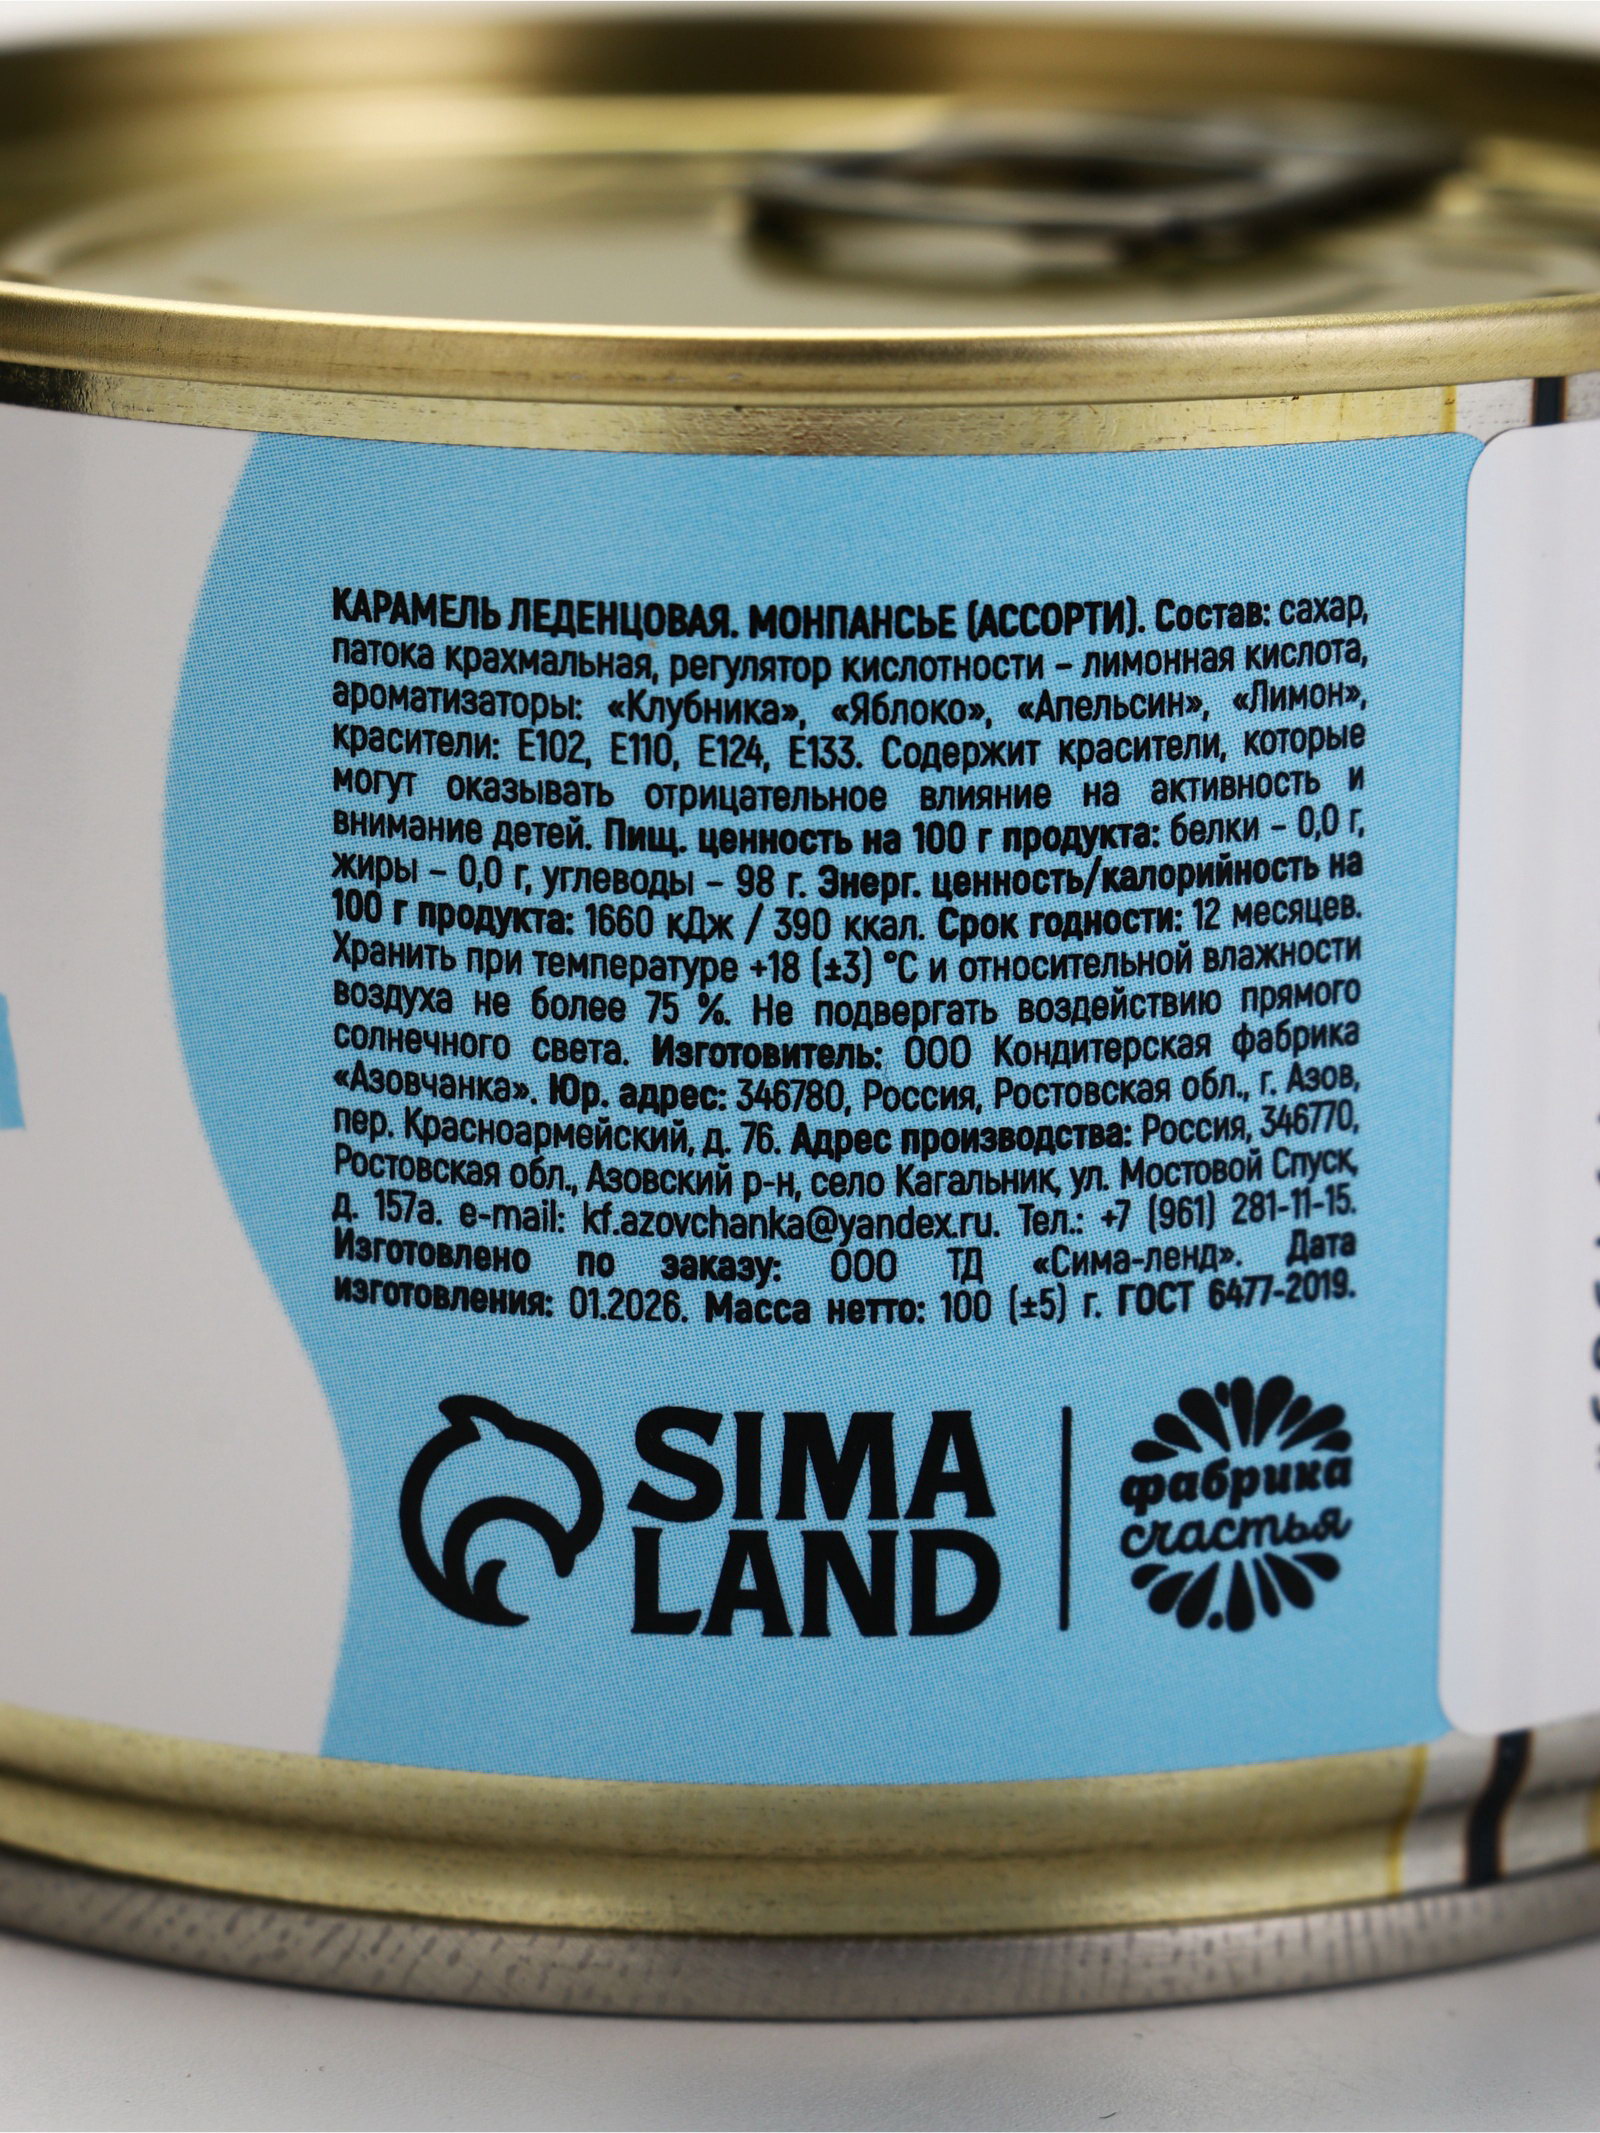 КАРАМЕЛЬ ЛЕДЕНЦОВАЯ. МОНПАНСЬЕ (АССОРТИ). Состав: сахар,
патока крахмальная, регулятор кислотности – лимонная кислота,
ароматизаторы: «Клубника», «Яблоко», «Апельсин», «Лимон»,
красители: Е102, Е110, Е124, Е133. Содержит красители, которые
могут оказывать отрицательное влияние на активность и
внимание детей. Пищ. ценность на 100 г продукта: белки – 0,0 г,
жиры – 0,0 г, углеводы – 98 г. Энерг. ценность/калорийность на
100 г продукта: 1660 кДж / 390 ккал. Срок годности: 12 месяцев.
Хранить при температуре +18 (±3) °С и относительной влажности
воздуха не более 75 %. Не подвергать воздействию прямого
солнечного света. Изготовитель: ООО Кондитерская фабрика
«Азовчанка». Юр. адрес: 346780, Россия, Ростовская обл., г. Азов,
пер. Красноармейский, д. 76. Адрес производства: Россия, 346770,
Ростовская обл., Азовский р-н, село Кагальник, ул. Мостовой Спуск,
д. 157а. e-mail: kf.azovchanka@yandex.ru. Тел.: +7 (961) 281-11-15.
Изготовлено по заказу: ООО ТД «Сима-ленд». Дата
изготовления: 01.2026. Масса нетто: 100 (±5) г. ГОСТ 6477-2019.
SIMA
LAND
фабрика
счастья